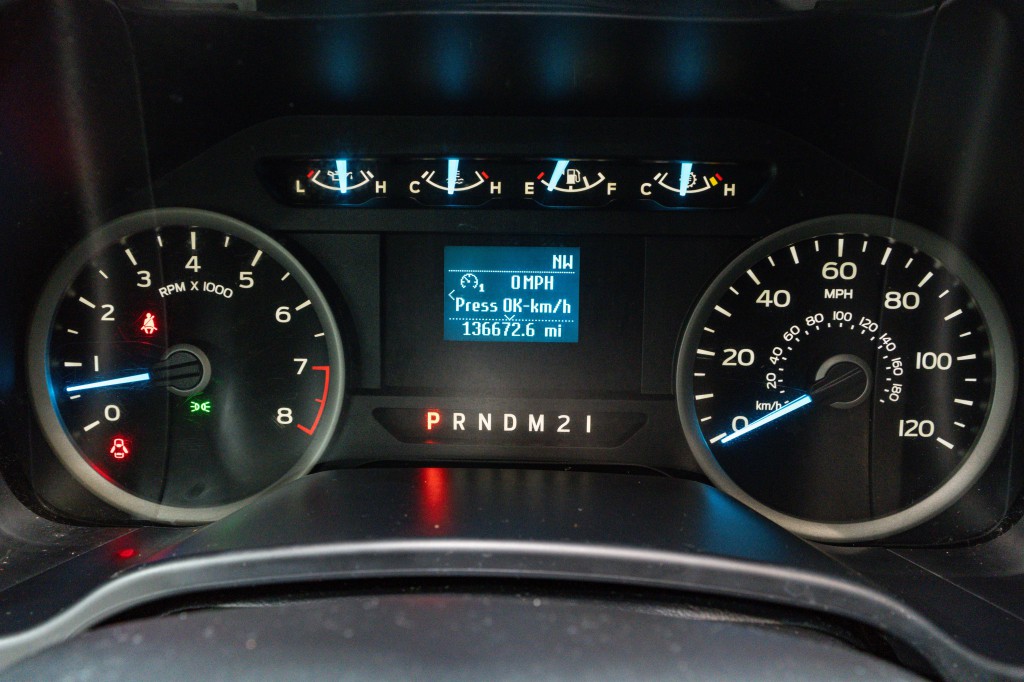 L H C H E F C H
NW
1 0 MPH
Press OK-km/h
136672.6 mi
0 1 2 3 4 5 6 7 8
RPM X 1000
P R N D M 2 1
0 20 40 60 80 100 120
MPH
20 40 60 80 100 120 140 160 180
km/h